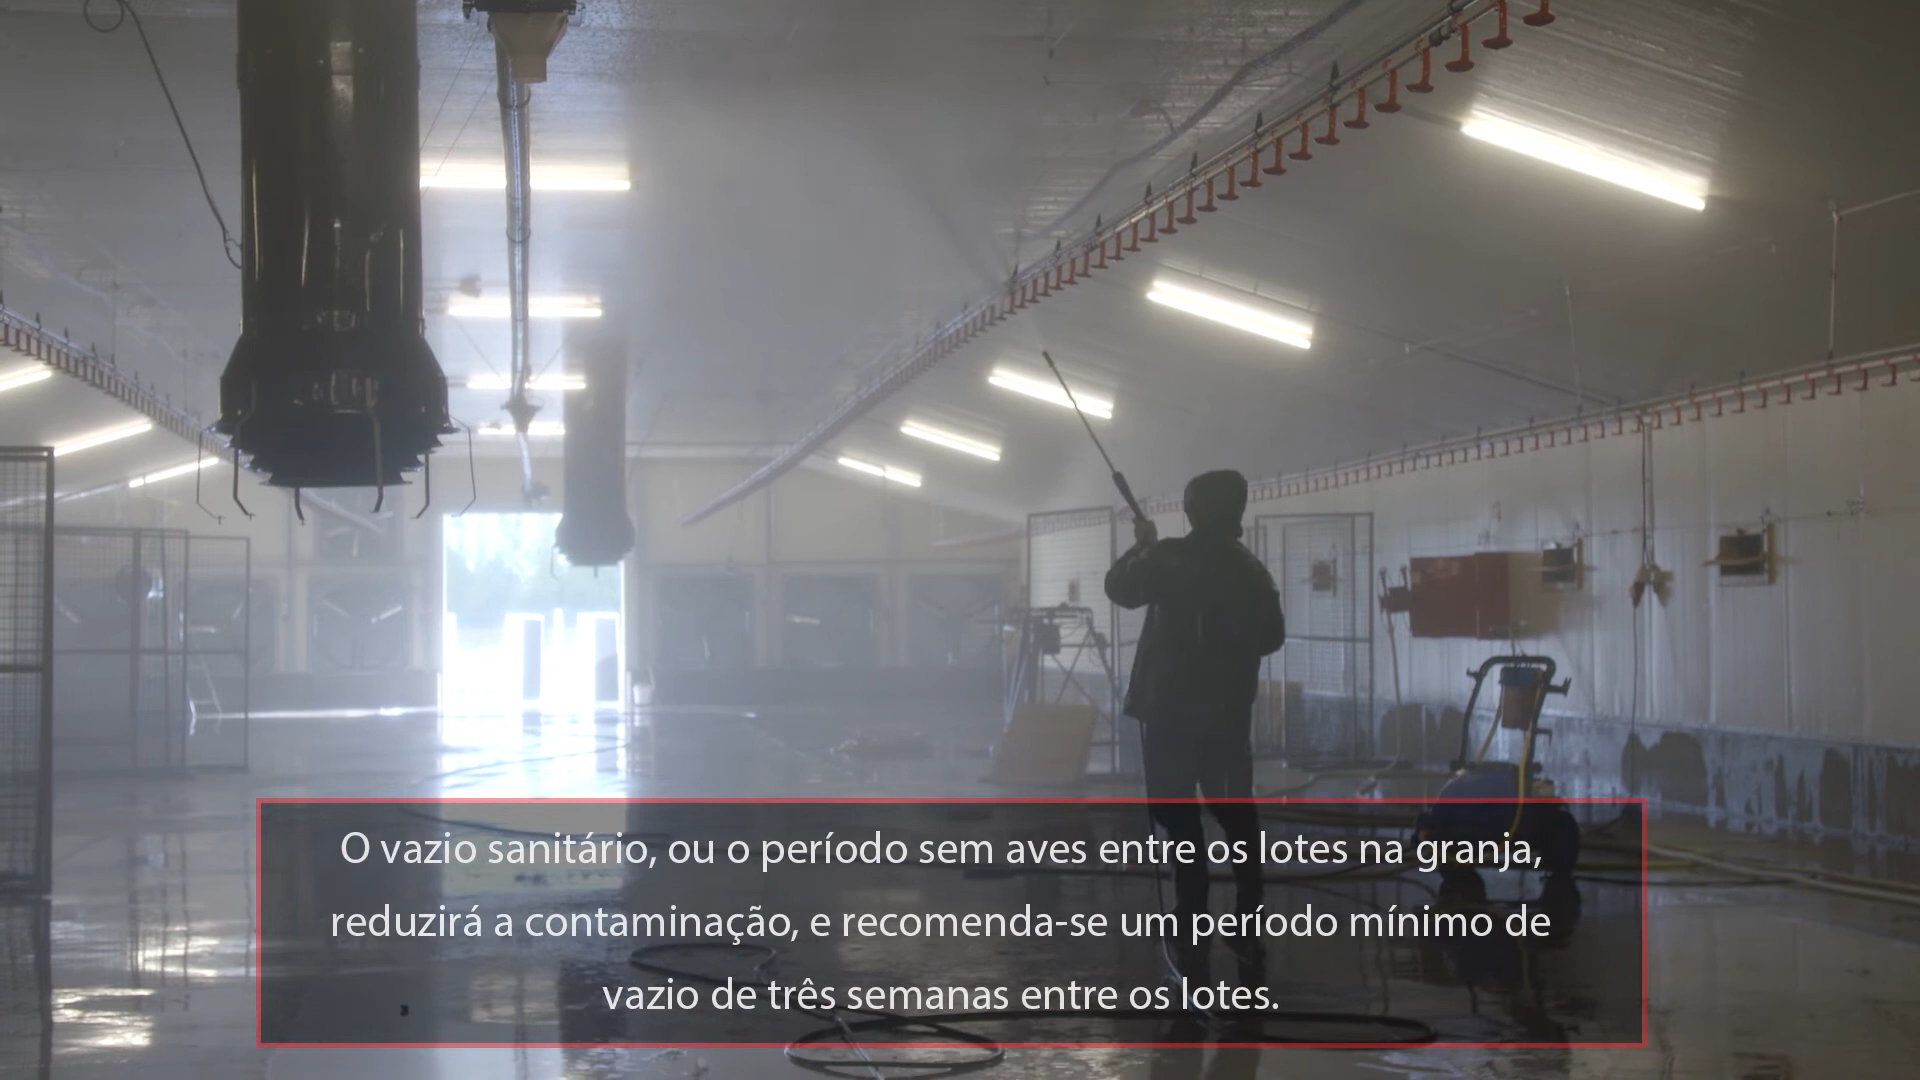 O vazio sanitário, ou o período sem aves entre os lotes na granja,
reduzirá a contaminação, e recomenda-se um período mínimo de
vazio de três semanas entre os lotes.